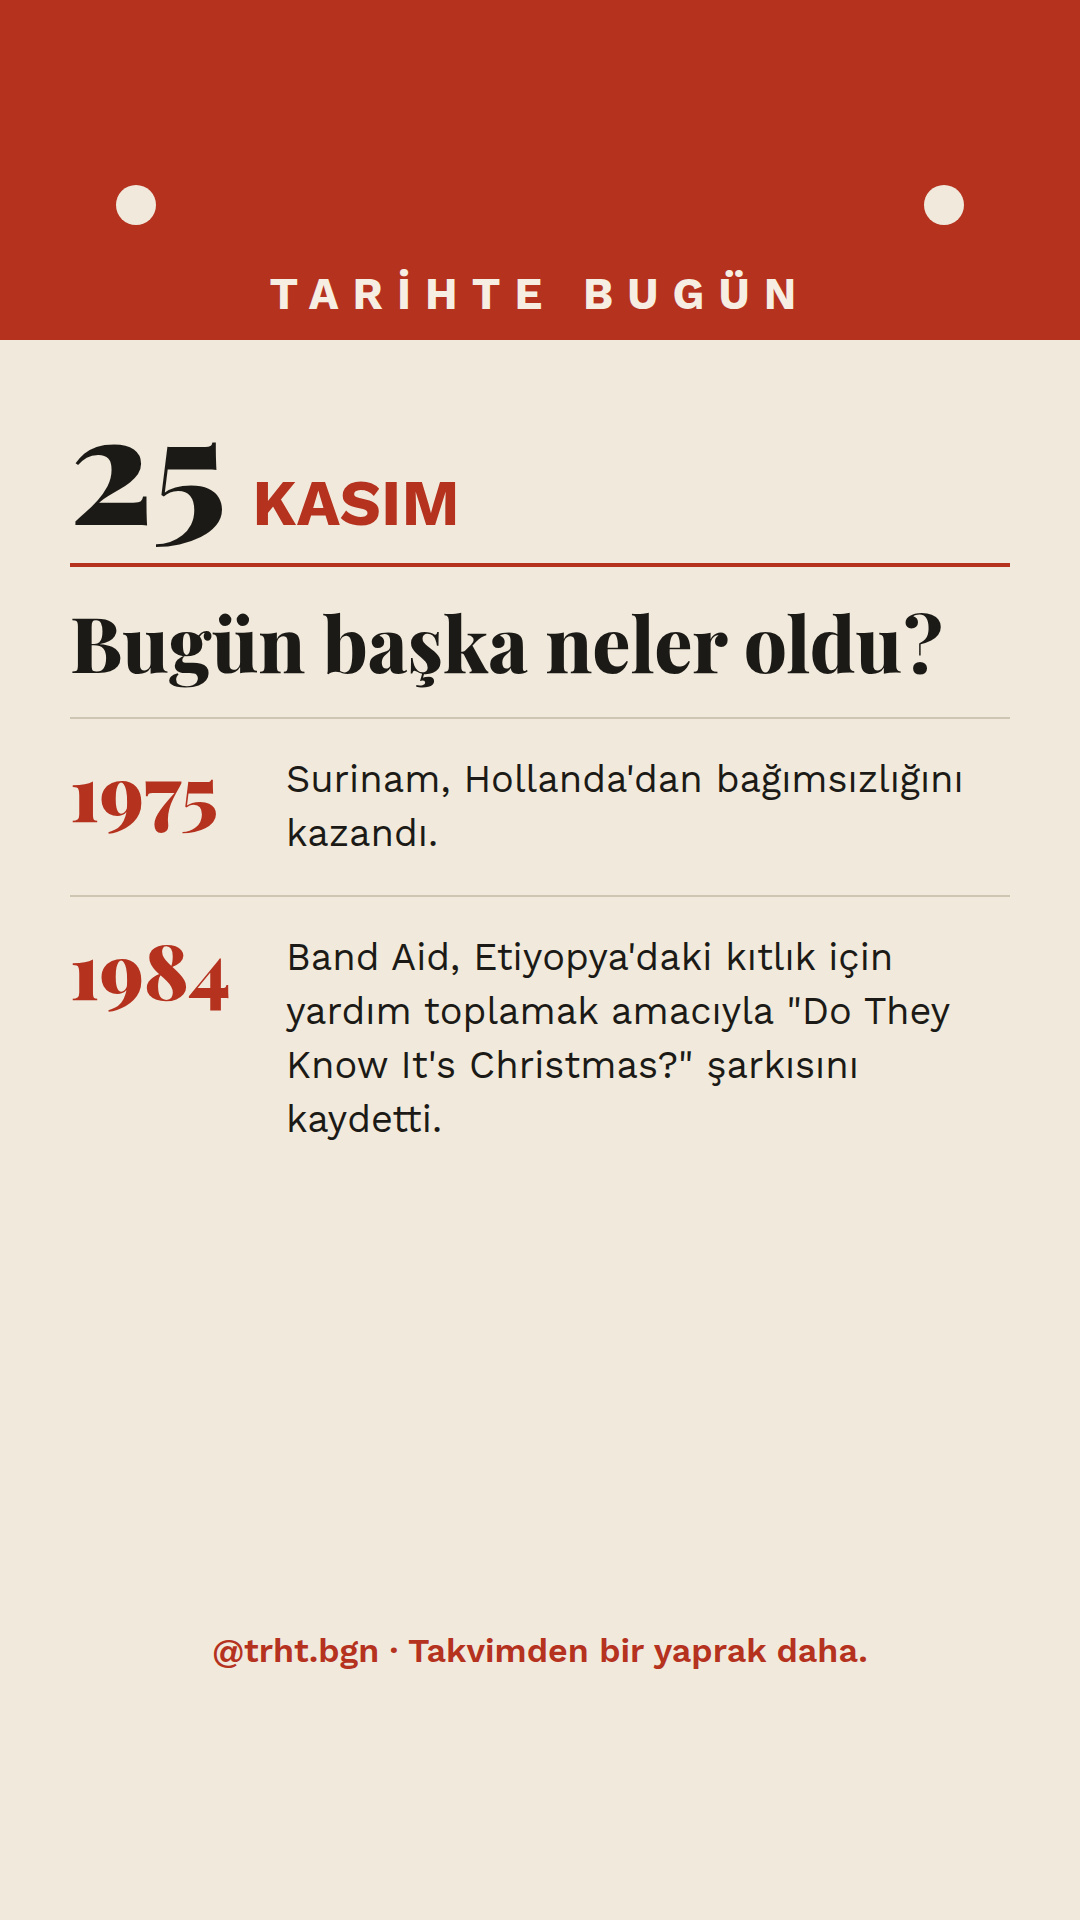 TARİHTE BUGÜN
25 KASIM
Bugün başka neler oldu?
1975
Surinam, Hollanda'dan bağımsızlığını
kazandı.
1984
Band Aid, Etiyopya'daki kıtlık için
yardım toplamak amacıyla "Do They
Know It's Christmas?" şarkısını
kaydetti.
@trht.bgn · Takvimden bir yaprak daha.